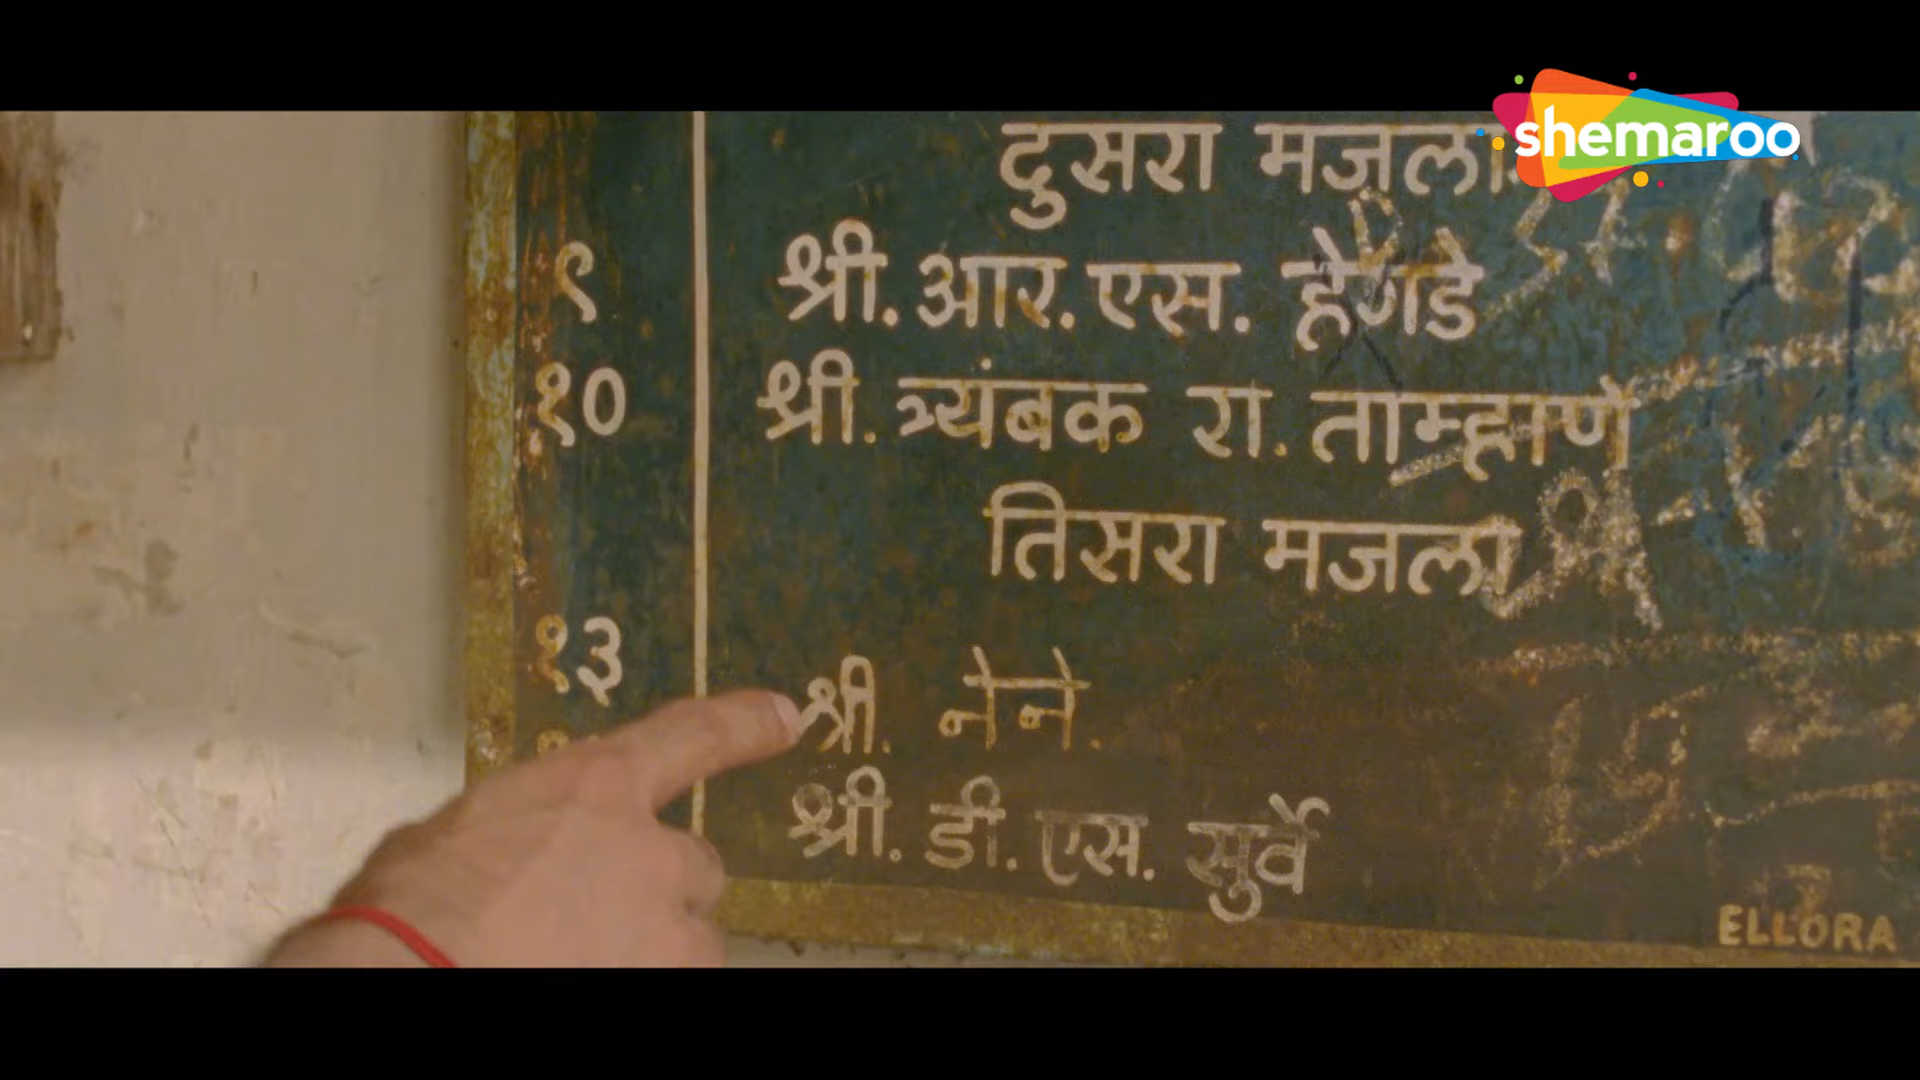 shemaroo
दुसरा मजला
९ श्री. आर. एस. हेगडे
१० श्री. त्र्यंबक रा. ताम्हाणे
तिसरा मजला
१३ श्री. नेने.
श्री. डी. एस. सुर्वे
ELLORA